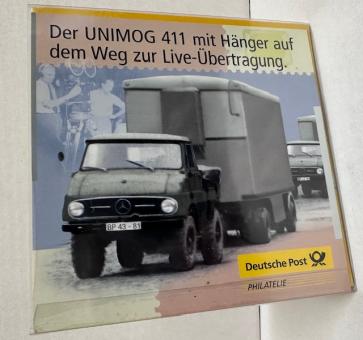 Der UNIMOG 411 mit Hänger auf
dem Weg zur Live-Übertragung.
BP 43-81
Deutsche Post
PHILATELIE